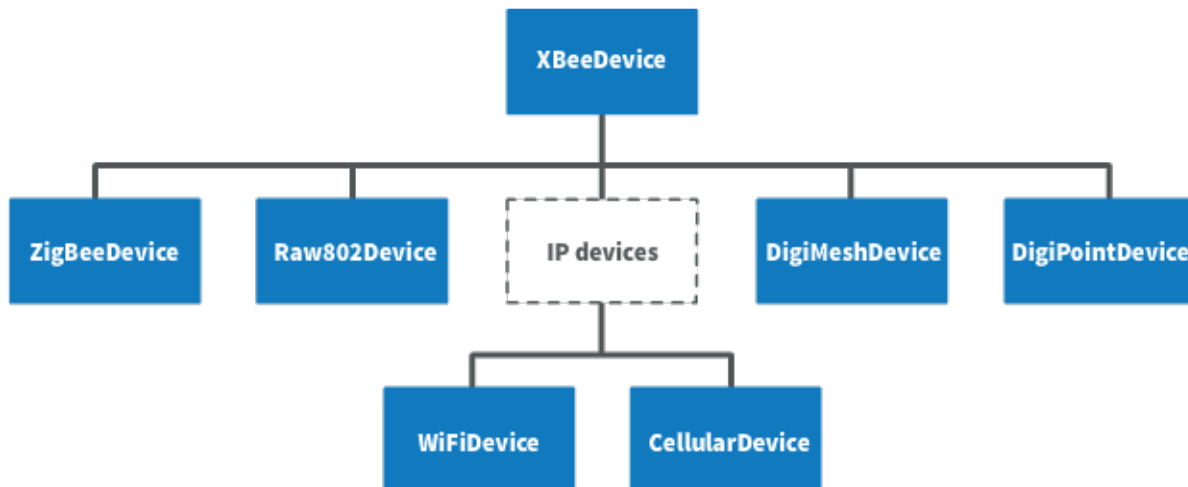 XBeeDevice
ZigBeeDevice
Raw802Device
IP devices
DigiMeshDevice
DigiPointDevice
WiFiDevice
CellularDevice